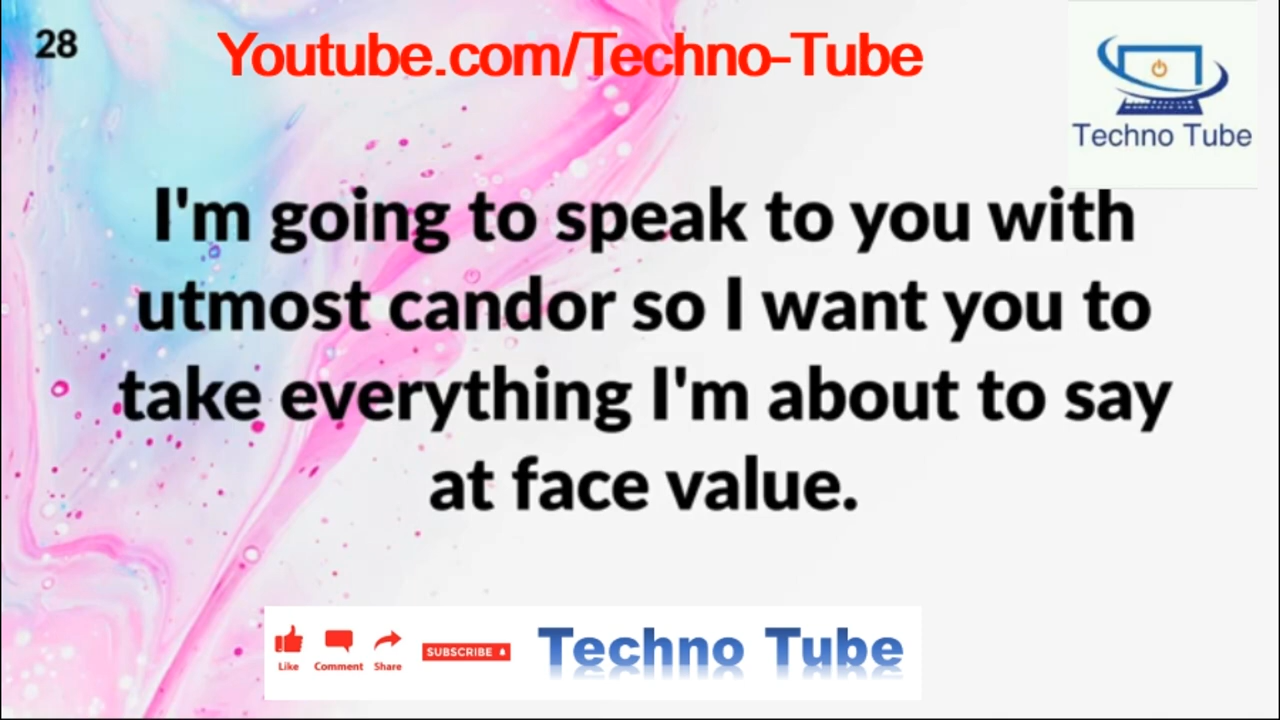 28
Youtube.com/Techno-Tube
Techno Tube
I'm going to speak to you with
utmost candor so I want you to
take everything I'm about to say
at face value.
Like Comment Share SUBSCRIBE Techno Tube